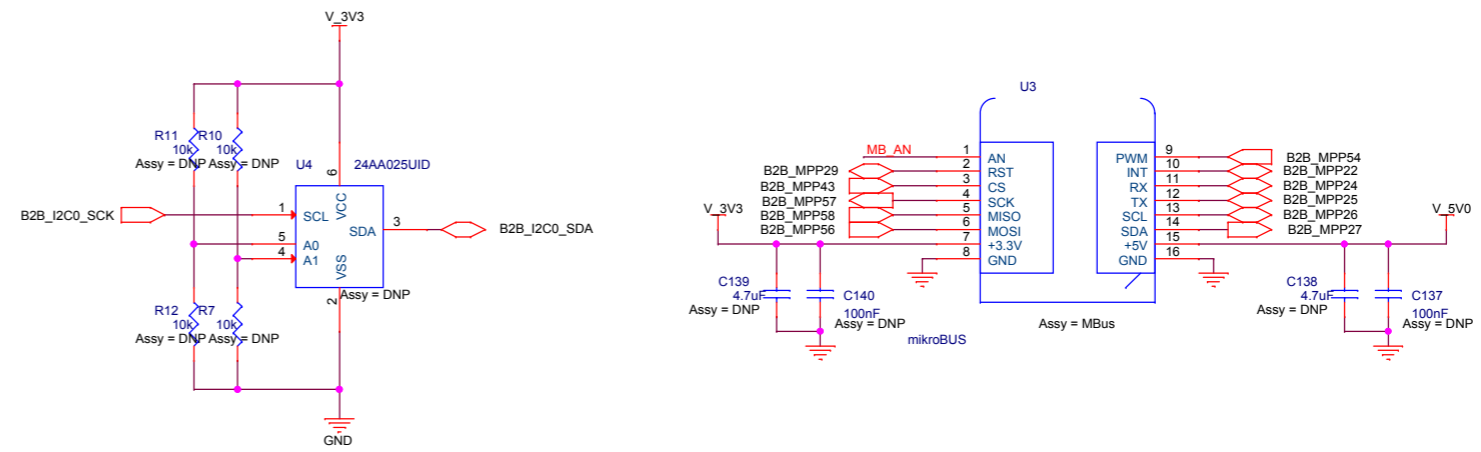 V_3V3
R11
10k
Assy = DNP
R10
10k
Assy = DNP
U4
24AA025UID
6
VCC
B2B_I2C0_SCK
1
SCL
SDA
3
B2B_I2C0_SDA
5
A0
4
A1
VSS
2
Assy = DNP
R12
10k
Assy = DNP
R7
10k
Assy = DNP
GND
U3
MB_AN
1
AN
B2B_MPP29
2
RST
B2B_MPP43
3
CS
B2B_MPP57
4
SCK
B2B_MPP58
5
MISO
B2B_MPP56
6
MOSI
V_3V3
7
+3.3V
8
GND
PWM
9
B2B_MPP54
INT
10
B2B_MPP22
RX
11
B2B_MPP24
TX
12
B2B_MPP25
SCL
13
B2B_MPP26
SDA
14
B2B_MPP27
+5V
15
V_5V0
GND
16
C139
4.7uF
Assy = DNP
C140
100nF
Assy = DNP
mikroBUS
Assy = MBus
C138
4.7uF
Assy = DNP
C137
100nF
Assy = DNP